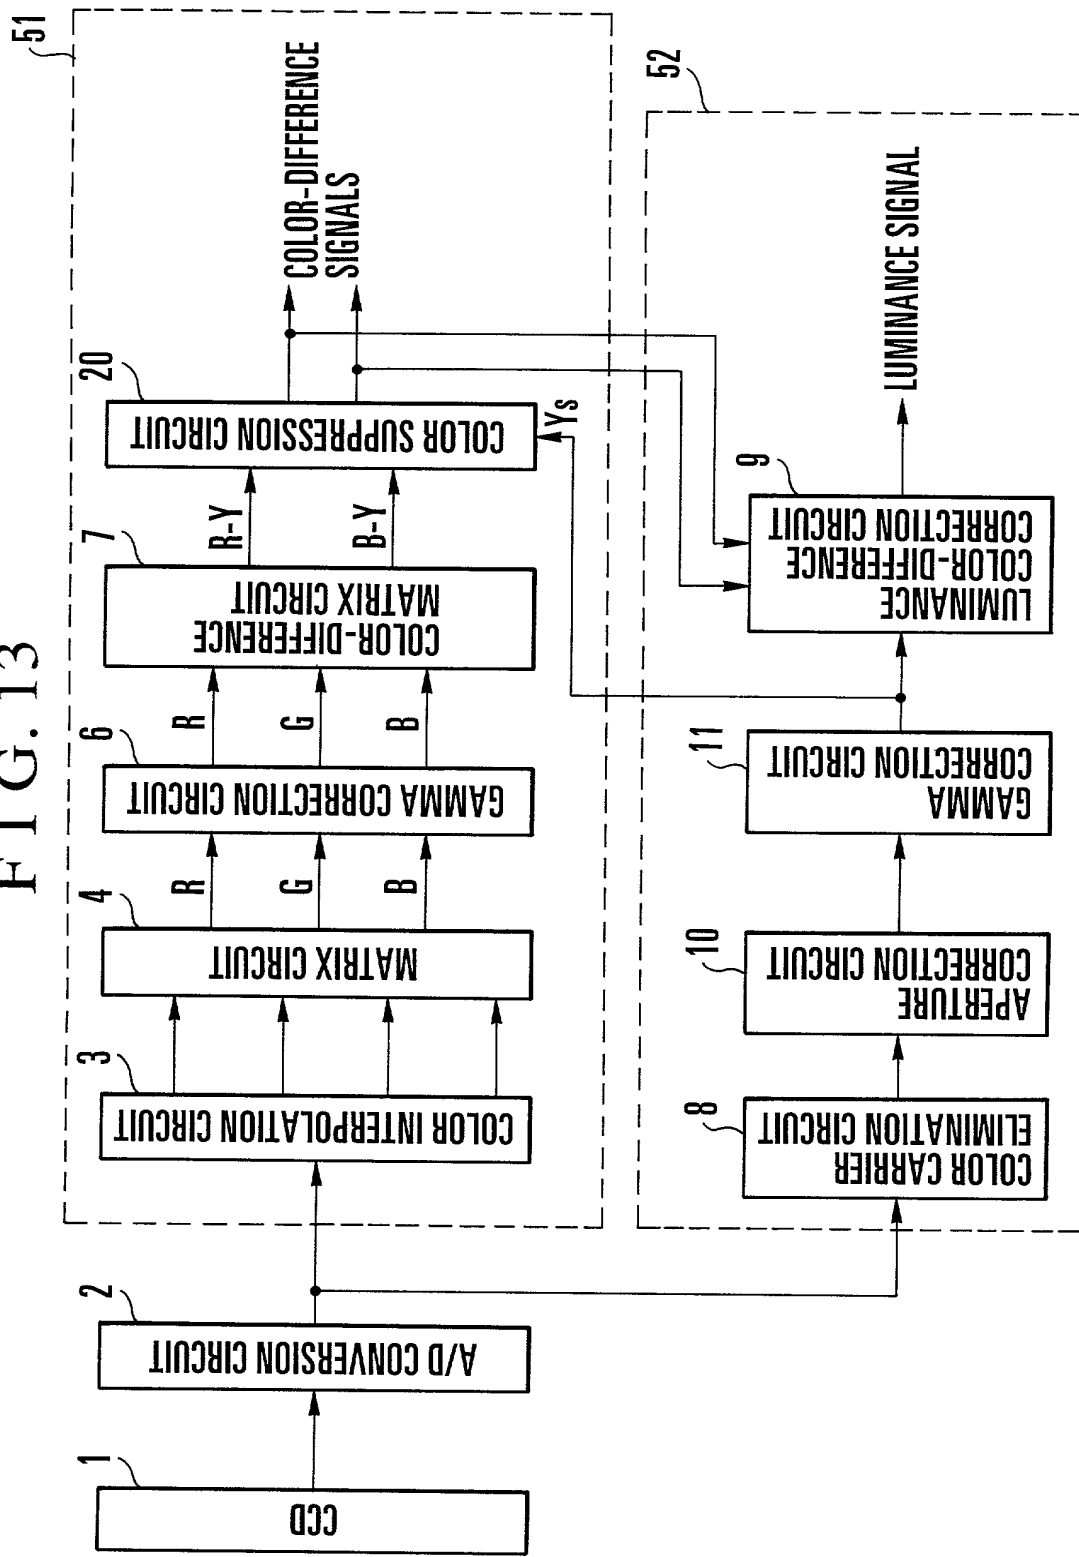 FIG. 13
51
1
CCD
2
A/D CONVERSION CIRCUIT
3
COLOR INTERPOLATION CIRCUIT
4
MATRIX CIRCUIT
R
G
B
6
GAMMA CORRECTION CIRCUIT
R
G
B
7
COLOR-DIFFERENCE
MATRIX CIRCUIT
R-Y
B-Y
20
COLOR SUPPRESSION CIRCUIT
YS
COLOR-DIFFERENCE
SIGNALS
52
8
COLOR CARRIER
ELIMINATION CIRCUIT
10
APERTURE
CORRECTION CIRCUIT
11
GAMMA
CORRECTION CIRCUIT
9
LUMINANCE
COLOR-DIFFERENCE
CORRECTION CIRCUIT
LUMINANCE SIGNAL